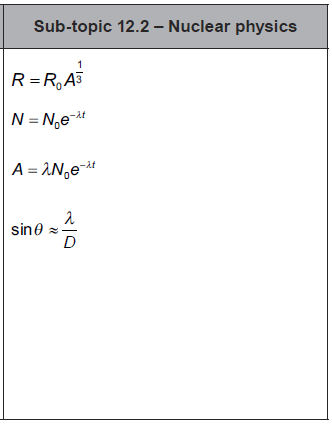 Sub-topic 12.2 – Nuclear physics
R = R₀A^(1/3)
N = N₀e^(−λt)
A = λN₀e^(−λt)
sinθ ≈ λ/D